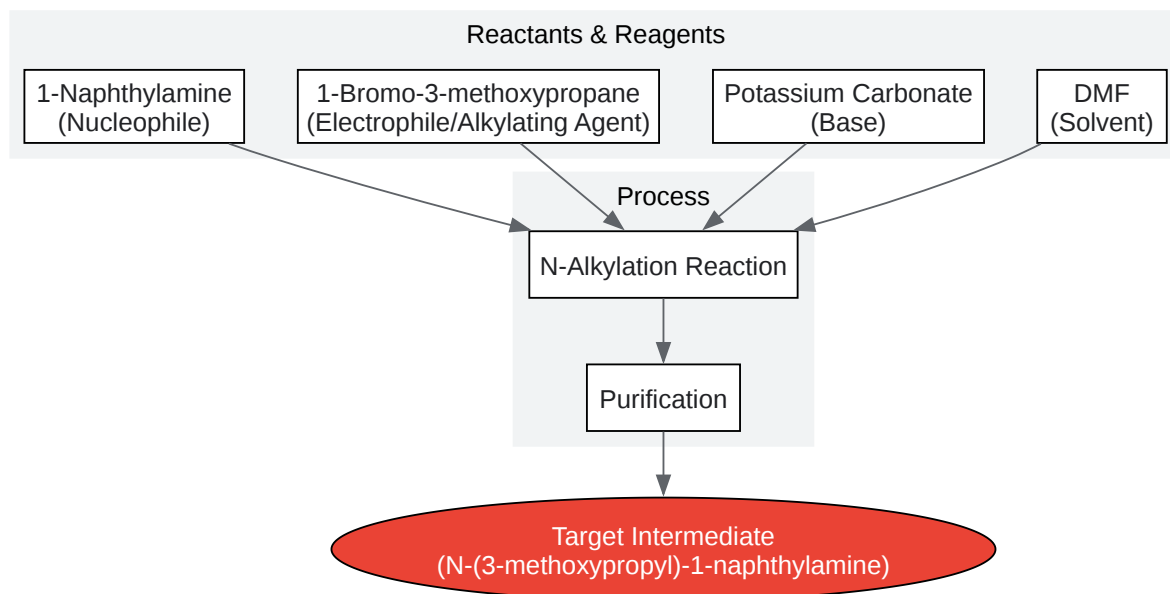 Reactants & Reagents
1-Naphthylamine
(Nucleophile)
1-Bromo-3-methoxypropane
(Electrophile/Alkylating Agent)
Potassium Carbonate
(Base)
DMF
(Solvent)
Process
N-Alkylation Reaction
Purification
Target Intermediate
(N-(3-methoxypropyl)-1-naphthylamine)